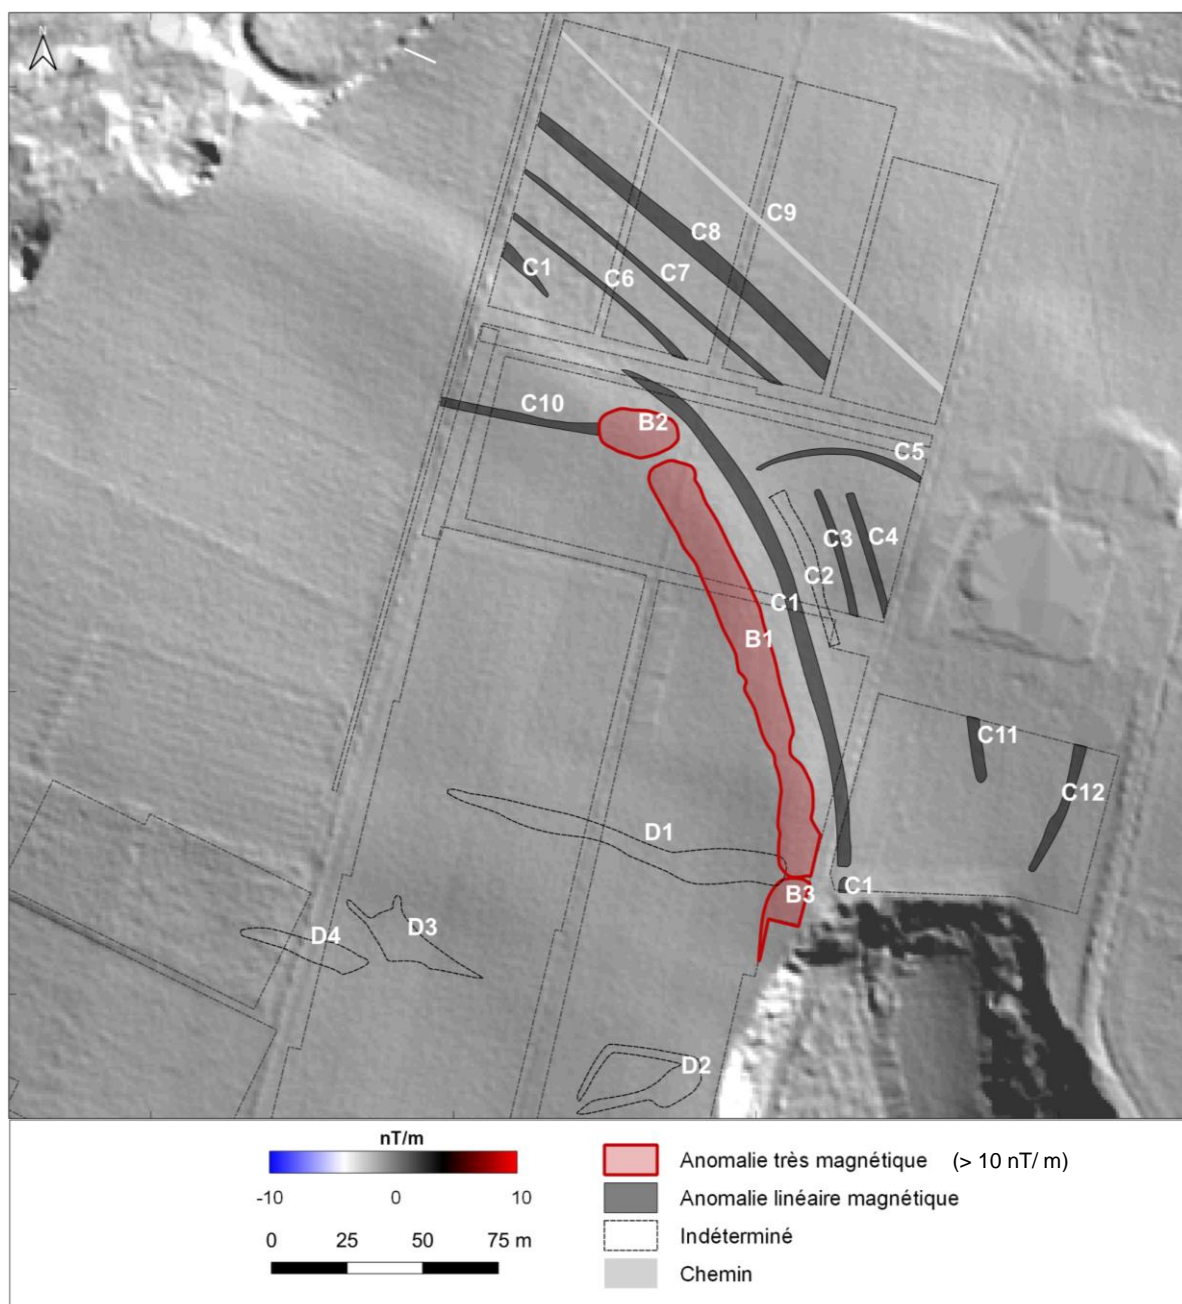 N
C9
C8
C7
C1
C6
C10
B2
C5
C3
C4
C2
C1
B1
C11
C12
D1
C1
B3
D3
D4
D2
nT/m
-10 0 10
0 25 50 75 m
Anomalie très magnétique (> 10 nT/ m)
Anomalie linéaire magnétique
Indéterminé
Chemin